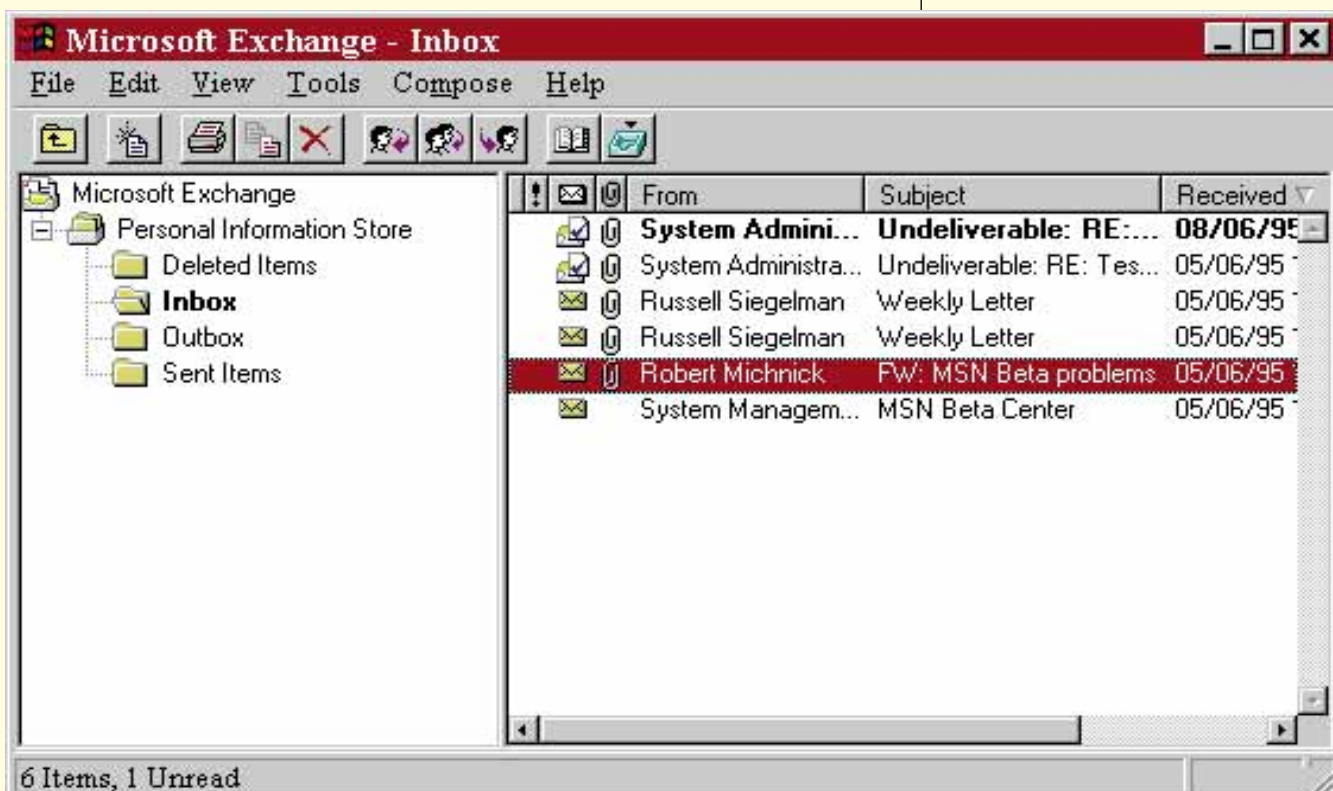 Microsoft Exchange - Inbox
File Edit View Tools Compose Help
Microsoft Exchange
Personal Information Store
Deleted Items
Inbox
Outbox
Sent Items
! From Subject Received
System Admini... Undeliverable: RE:... 08/06/95
System Administra... Undeliverable: RE: Tes... 05/06/95
Russell Siegelman Weekly Letter 05/06/95
Russell Siegelman Weekly Letter 05/06/95
Robert Michnick FW: MSN Beta problems 05/06/95
System Managem... MSN Beta Center 05/06/95
6 Items, 1 Unread